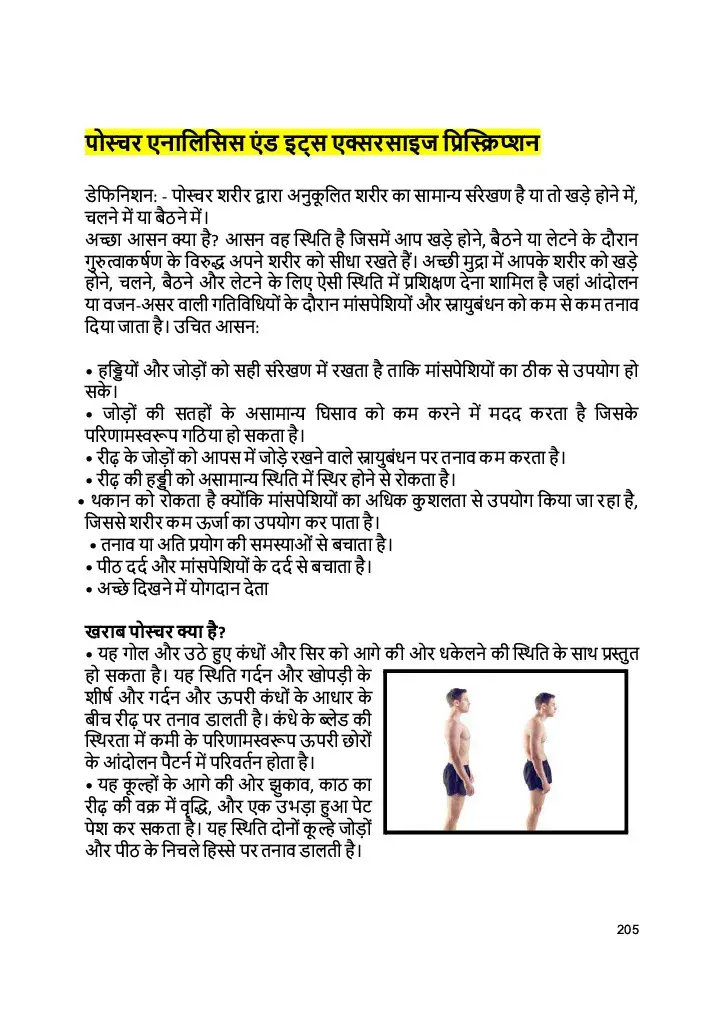 पोस्चर एनालिसिस एंड इट्स एक्सरसाइज प्रिस्क्रिप्शन
डेफिनिशन: - पोस्चर शरीर द्वारा अनुकूलित शरीर का सामान्य संरेखण है या तो खड़े होने में,
चलने में या बैठने में।
अच्छा आसन क्या है? आसन वह स्थिति है जिसमें आप खड़े होने, बैठने या लेटने के दौरान
गुरुत्वाकर्षण के विरुद्ध अपने शरीर को सीधा रखते हैं। अच्छी मुद्रा में आपके शरीर को खड़े
होने, चलने, बैठने और लेटने के लिए ऐसी स्थिति में प्रशिक्षण देना शामिल है जहां आंदोलन
या वजन-असर वाली गतिविधियों के दौरान मांसपेशियों और स्नायुबंधन को कम से कम तनाव
दिया जाता है। उचित आसन:
• हड्डियों और जोड़ों को सही संरेखण में रखता है ताकि मांसपेशियों का ठीक से उपयोग हो
सके।
• जोड़ों की सतहों के असामान्य घिसाव को कम करने में मदद करता है जिसके
परिणामस्वरूप गठिया हो सकता है।
• रीढ़ के जोड़ों को आपस में जोड़े रखने वाले स्नायुबंधन पर तनाव कम करता है।
• रीढ़ की हड्डी को असामान्य स्थिति में स्थिर होने से रोकता है।
• थकान को रोकता है क्योंकि मांसपेशियों का अधिक कुशलता से उपयोग किया जा रहा है,
जिससे शरीर कम ऊर्जा का उपयोग कर पाता है।
• तनाव या अति प्रयोग की समस्याओं से बचाता है।
• पीठ दर्द और मांसपेशियों के दर्द से बचाता है।
• अच्छे दिखने में योगदान देता
खराब पोस्चर क्या है?
• यह गोल और उठे हुए कंधों और सिर को आगे की ओर धकेलने की स्थिति के साथ प्रस्तुत
हो सकता है। यह स्थिति गर्दन और खोपड़ी के
शीर्ष और गर्दन और ऊपरी कंधों के आधार के
बीच रीढ़ पर तनाव डालती है। कंधे के ब्लेड की
स्थिरता में कमी के परिणामस्वरूप ऊपरी छोरों
के आंदोलन पैटर्न में परिवर्तन होता है।
• यह कूल्हों के आगे की ओर झुकाव, काठ का
रीढ़ की वक्र में वृद्धि, और एक उभड़ा हुआ पेट
पेश कर सकता है। यह स्थिति दोनों कूल्हे जोड़ों
और पीठ के निचले हिस्से पर तनाव डालती है।
205